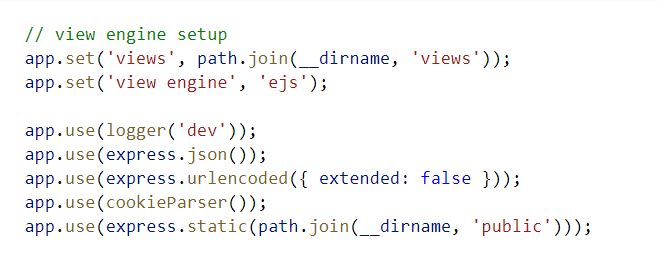 // view engine setup
app.set('views', path.join(__dirname, 'views'));
app.set('view engine', 'ejs');
app.use(logger('dev'));
app.use(express.json());
app.use(express.urlencoded({ extended: false }));
app.use(cookieParser());
app.use(express.static(path.join(__dirname, 'public')));